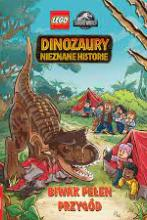 LEGO
JURASSIC WORLD
DINOZAURY
NIEZNANE HISTORIE
BIWAK PEŁEN
PRZYGÓD